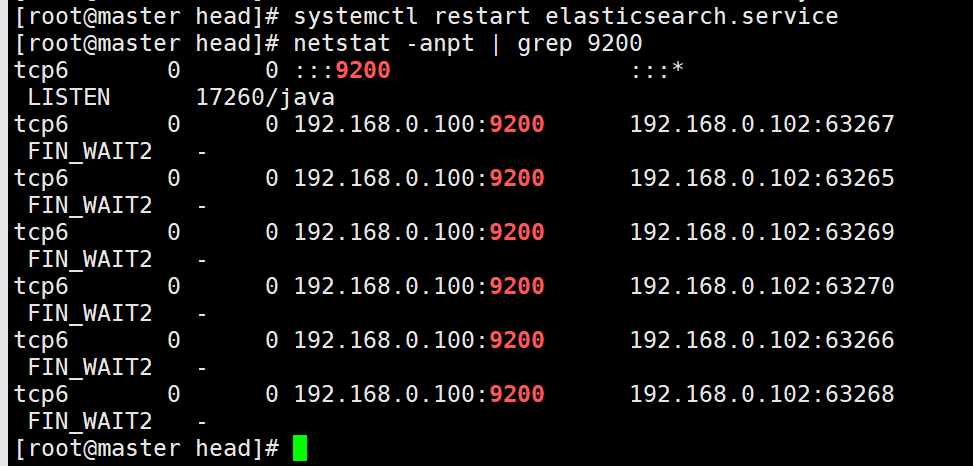 [root@master head]# systemctl restart elasticsearch.service
[root@master head]# netstat -anpt | grep 9200
tcp6       0      0 :::9200                 :::*
 LISTEN      17260/java
tcp6       0      0 192.168.0.100:9200      192.168.0.102:63267
 FIN_WAIT2   -
tcp6       0      0 192.168.0.100:9200      192.168.0.102:63265
 FIN_WAIT2   -
tcp6       0      0 192.168.0.100:9200      192.168.0.102:63269
 FIN_WAIT2   -
tcp6       0      0 192.168.0.100:9200      192.168.0.102:63270
 FIN_WAIT2   -
tcp6       0      0 192.168.0.100:9200      192.168.0.102:63266
 FIN_WAIT2   -
tcp6       0      0 192.168.0.100:9200      192.168.0.102:63268
 FIN_WAIT2   -
[root@master head]#